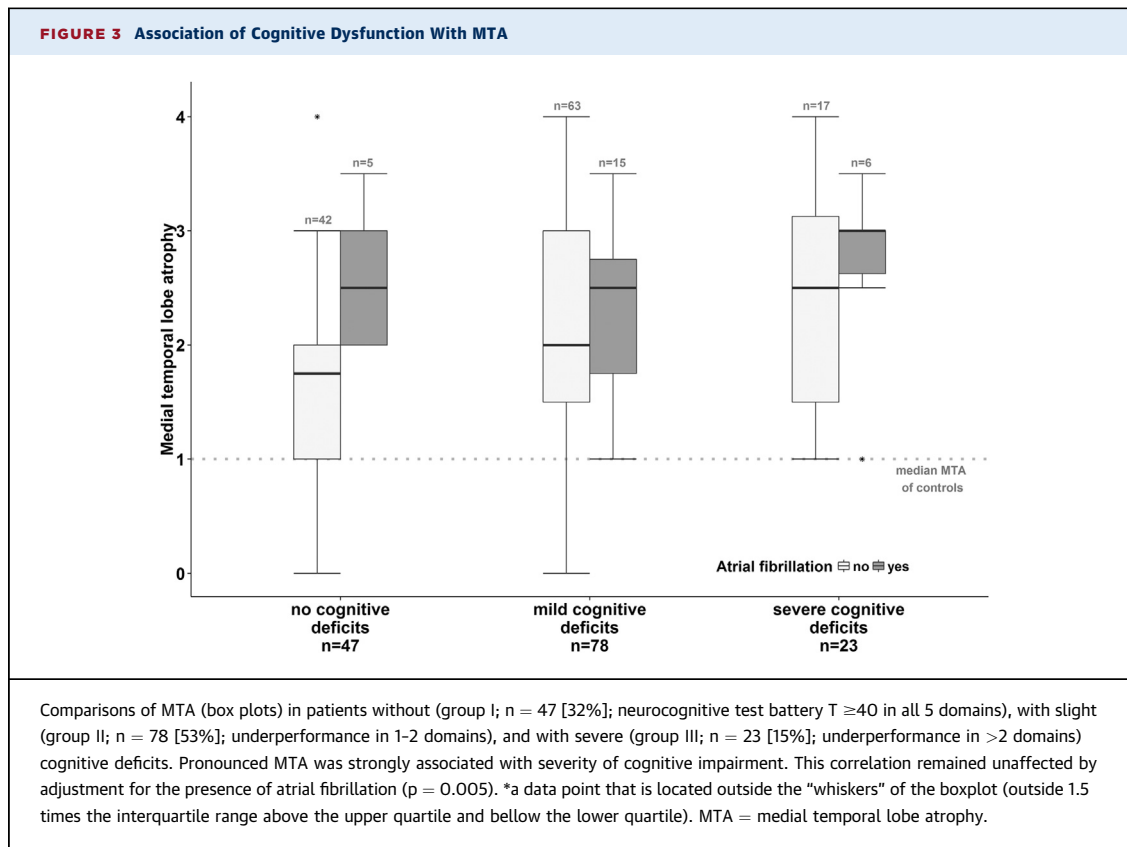 FIGURE 3 Association of Cognitive Dysfunction With MTA
Medial temporal lobe atrophy
4
3
2
1
0
*
n=42
n=5
n=63
n=15
n=17
n=6
*
median MTA
of controls
Atrial fibrillation no yes
no cognitive
deficits
n=47
mild cognitive
deficits
n=78
severe cognitive
deficits
n=23
Comparisons of MTA (box plots) in patients without (group I; n = 47 [32%]; neurocognitive test battery T ≥40 in all 5 domains), with slight
(group II; n = 78 [53%]; underperformance in 1-2 domains), and with severe (group III; n = 23 [15%]; underperformance in >2 domains)
cognitive deficits. Pronounced MTA was strongly associated with severity of cognitive impairment. This correlation remained unaffected by
adjustment for the presence of atrial fibrillation (p = 0.005). *a data point that is located outside the “whiskers” of the boxplot (outside 1.5
times the interquartile range above the upper quartile and bellow the lower quartile). MTA = medial temporal lobe atrophy.